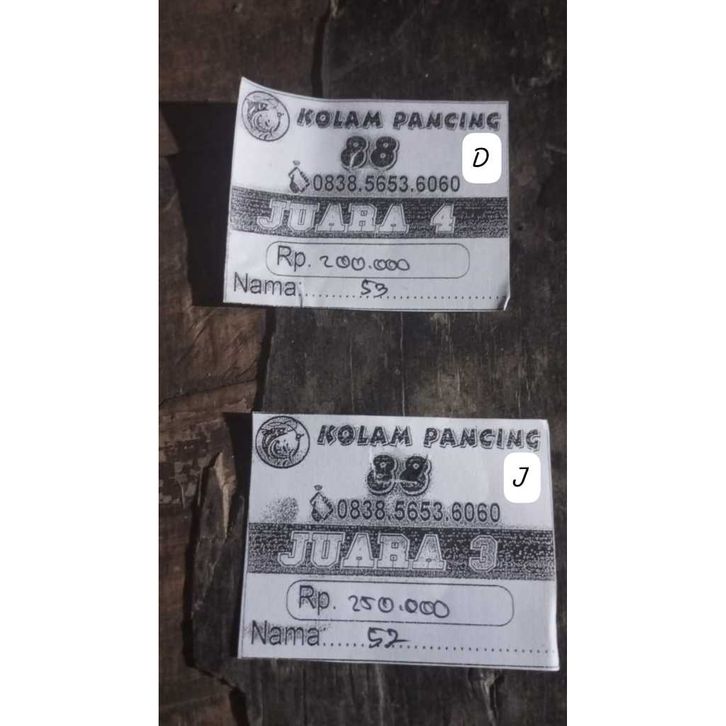 KOLAM PANCING
88
D
0838.5653.6060
JUARA 4
Rp. 200.000
Nama:.....53.....
KOLAM PANCING
88
J
0838.5653.6060
JUARA 3
Rp. 250.000
Nama.....52.....